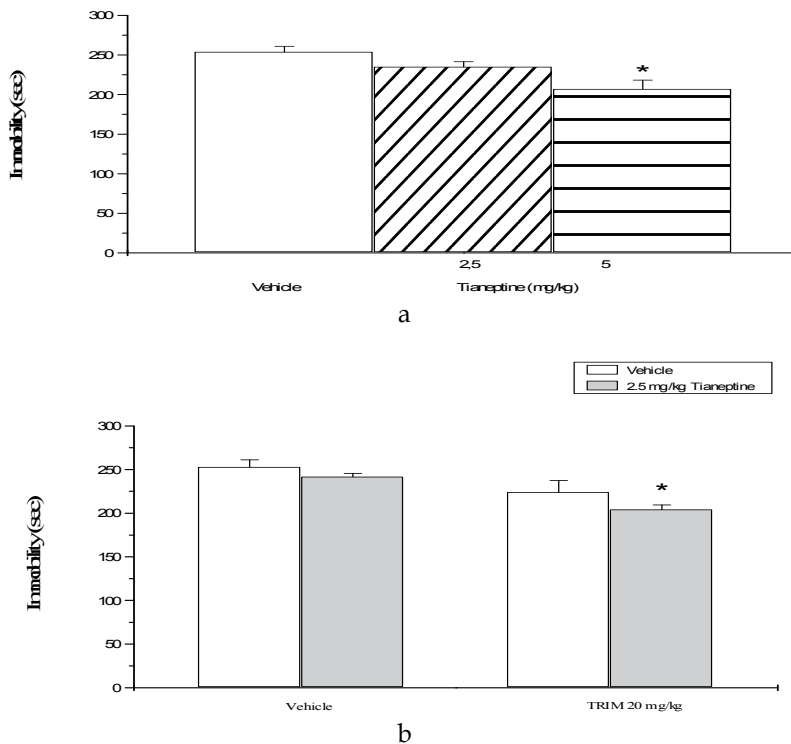 300
250
200
150
100
50
0
Immobility (sec)
*
2,5 5
Vehicle Tianeptine (mg/kg)
a
Vehicle
2.5 mg/kg Tianeptine
300
250
200
150
100
50
0
Immobility (sec)
*
Vehicle TRIM 20 mg/kg
b